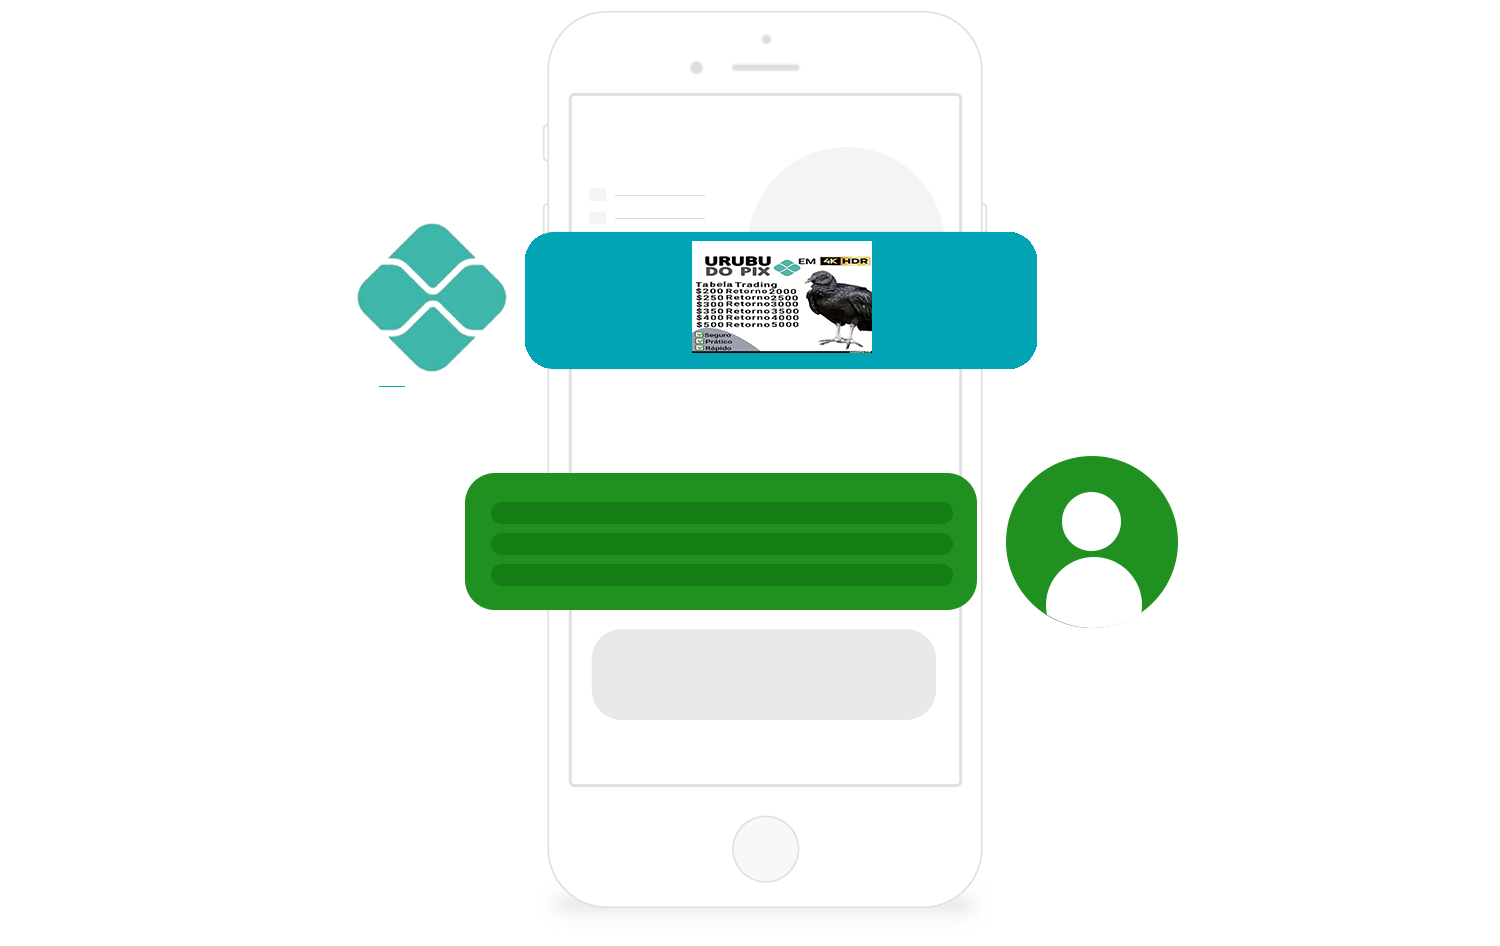 URUBU
DO PIX
EM 4K HDR
Tabela Trading
$200 Retorno 2000
$250 Retorno 2500
$300 Retorno 3000
$350 Retorno 3500
$400 Retorno 4000
$500 Retorno 5000
Seguro
Prático
Rápido